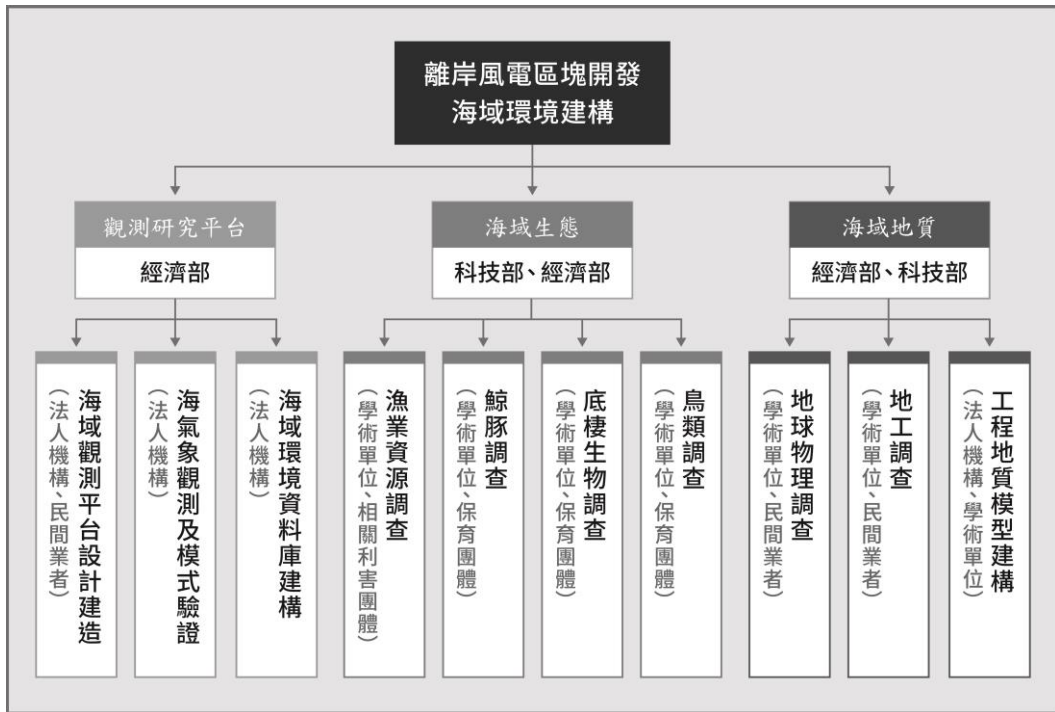 離岸風電區塊開發
海域環境建構
觀測研究平台
經濟部
海域生態
科技部、經濟部
海域地質
經濟部、科技部
海域觀測平台設計建造
(法人機構、民間業者)
海氣象觀測及模式驗證
(法人機構)
海域環境資料庫建構
(法人機構)
漁業資源調查
(學術單位、相關利害團體)
鯨豚調查
(學術單位、保育團體)
底棲生物調查
(學術單位、保育團體)
鳥類調查
(學術單位、保育團體)
地球物理調查
(學術單位、民間業者)
地工調查
(學術單位、民間業者)
工程地質模型建構
(法人機構、學術單位)